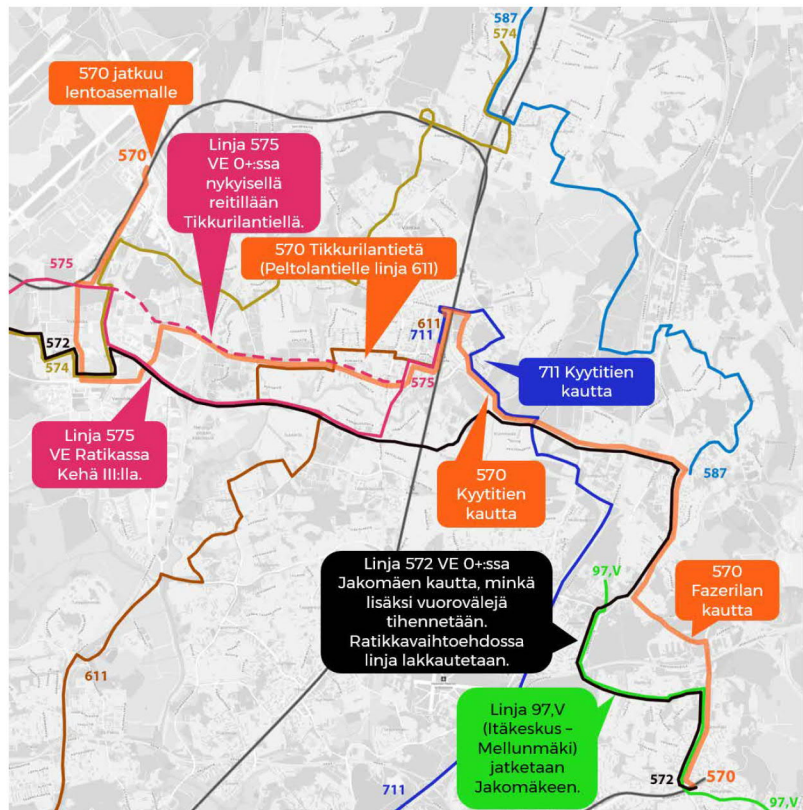 587
574
570 jatkuu
lentoasemalle
570
Linja 575
VE 0+:ssa
nykyisellä
reitillään
Tikkurilantiellä.
570 Tikkurilantietä
(Peltolantielle linja 611)
575
572
574
611
711
575
711 Kyytitien
kautta
Linja 575
VE Ratikassa
Kehä III:lla.
570
Kyytitien
kautta
587
Linja 572 VE 0+:ssa
Jakomäen kautta, minkä
lisäksi vuorovälejä
tihennetään.
Ratikkavaihtoehdossa
linja lakkautetaan.
97,V
570
Fazerilan
kautta
611
Linja 97,V
(Itäkeskus –
Mellunmäki)
jatketaan
Jakomäkeen.
572
570
711
97,V